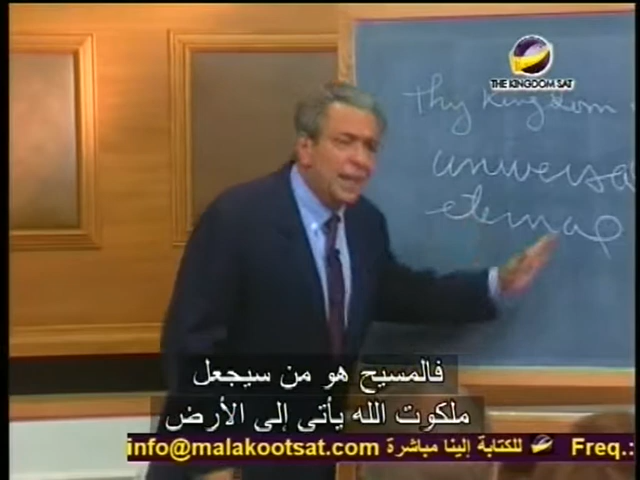 THE KINGDOM SAT
Thy Kingdom
universa
eternal
فالمسيح هو من سيجعل
ملكوت الله يأتي إلى الأرض
info@malakootsat.com للكتابة إلينا مباشرة Freq.: